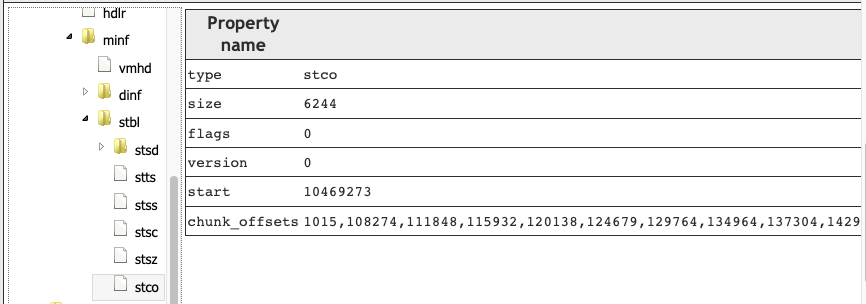 hdlr
minf
vmhd
dinf
stbl
stsd
stts
stss
stsc
stsz
stco
Property
name
type stco
size 6244
flags 0
version 0
start 10469273
chunk_offsets 1015,108274,111848,115932,120138,124679,129764,134964,137304,1429